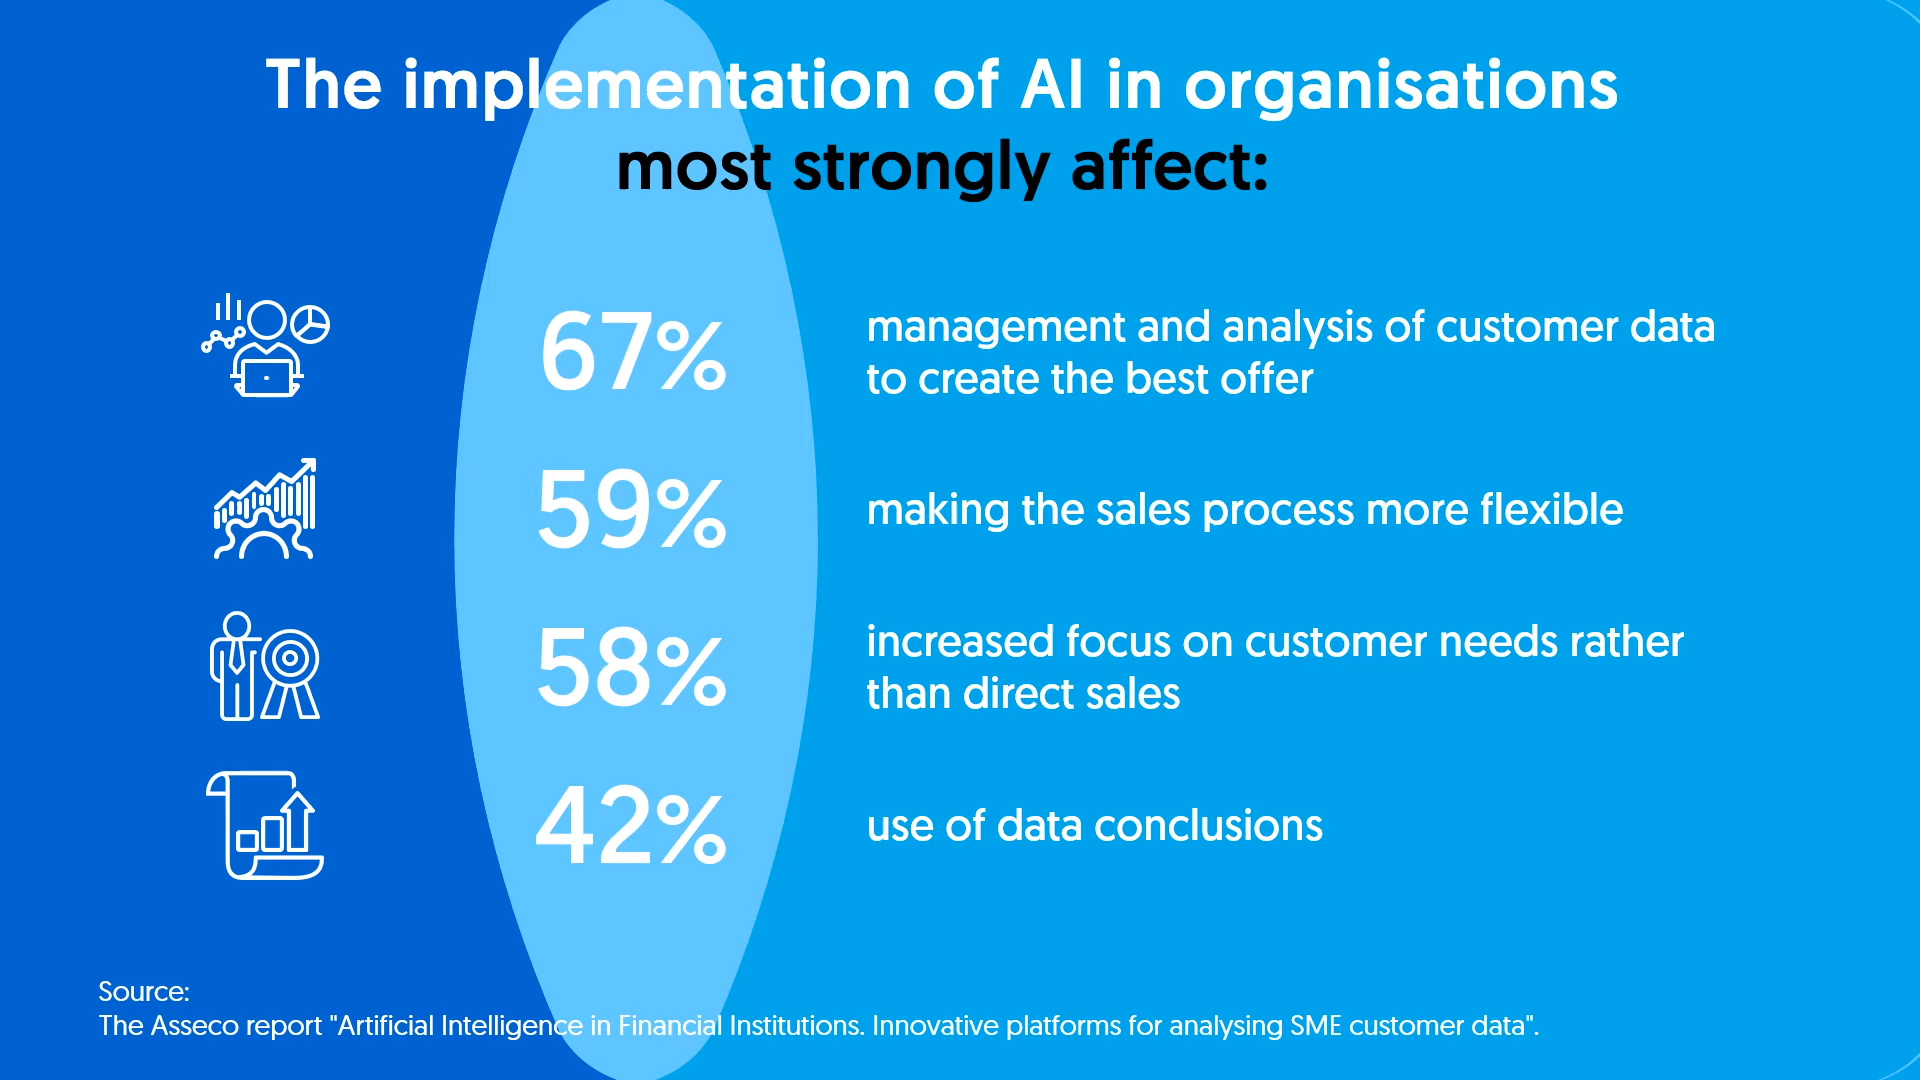 The implementation of AI in organisations
most strongly affect:
67%
management and analysis of customer data
to create the best offer
59%
making the sales process more flexible
58%
increased focus on customer needs rather
than direct sales
42%
use of data conclusions
Source:
The Asseco report "Artificial Intelligence in Financial Institutions. Innovative platforms for analysing SME customer data".